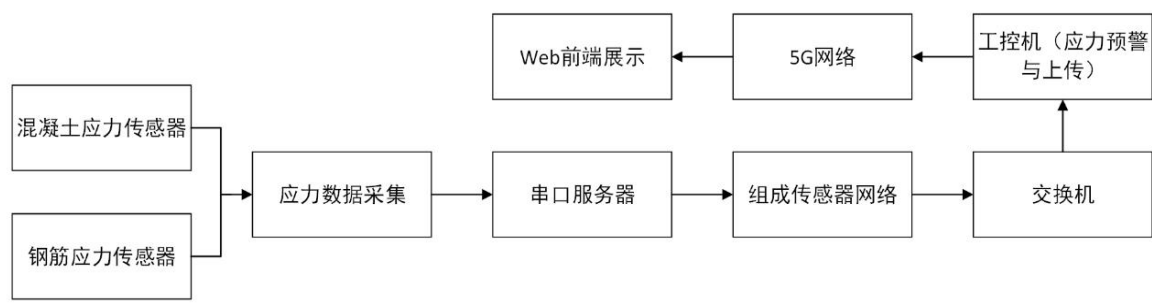 Web前端展示
5G网络
工控机（应力预警
与上传）
混凝土应力传感器
应力数据采集
串口服务器
组成传感器网络
交换机
钢筋应力传感器